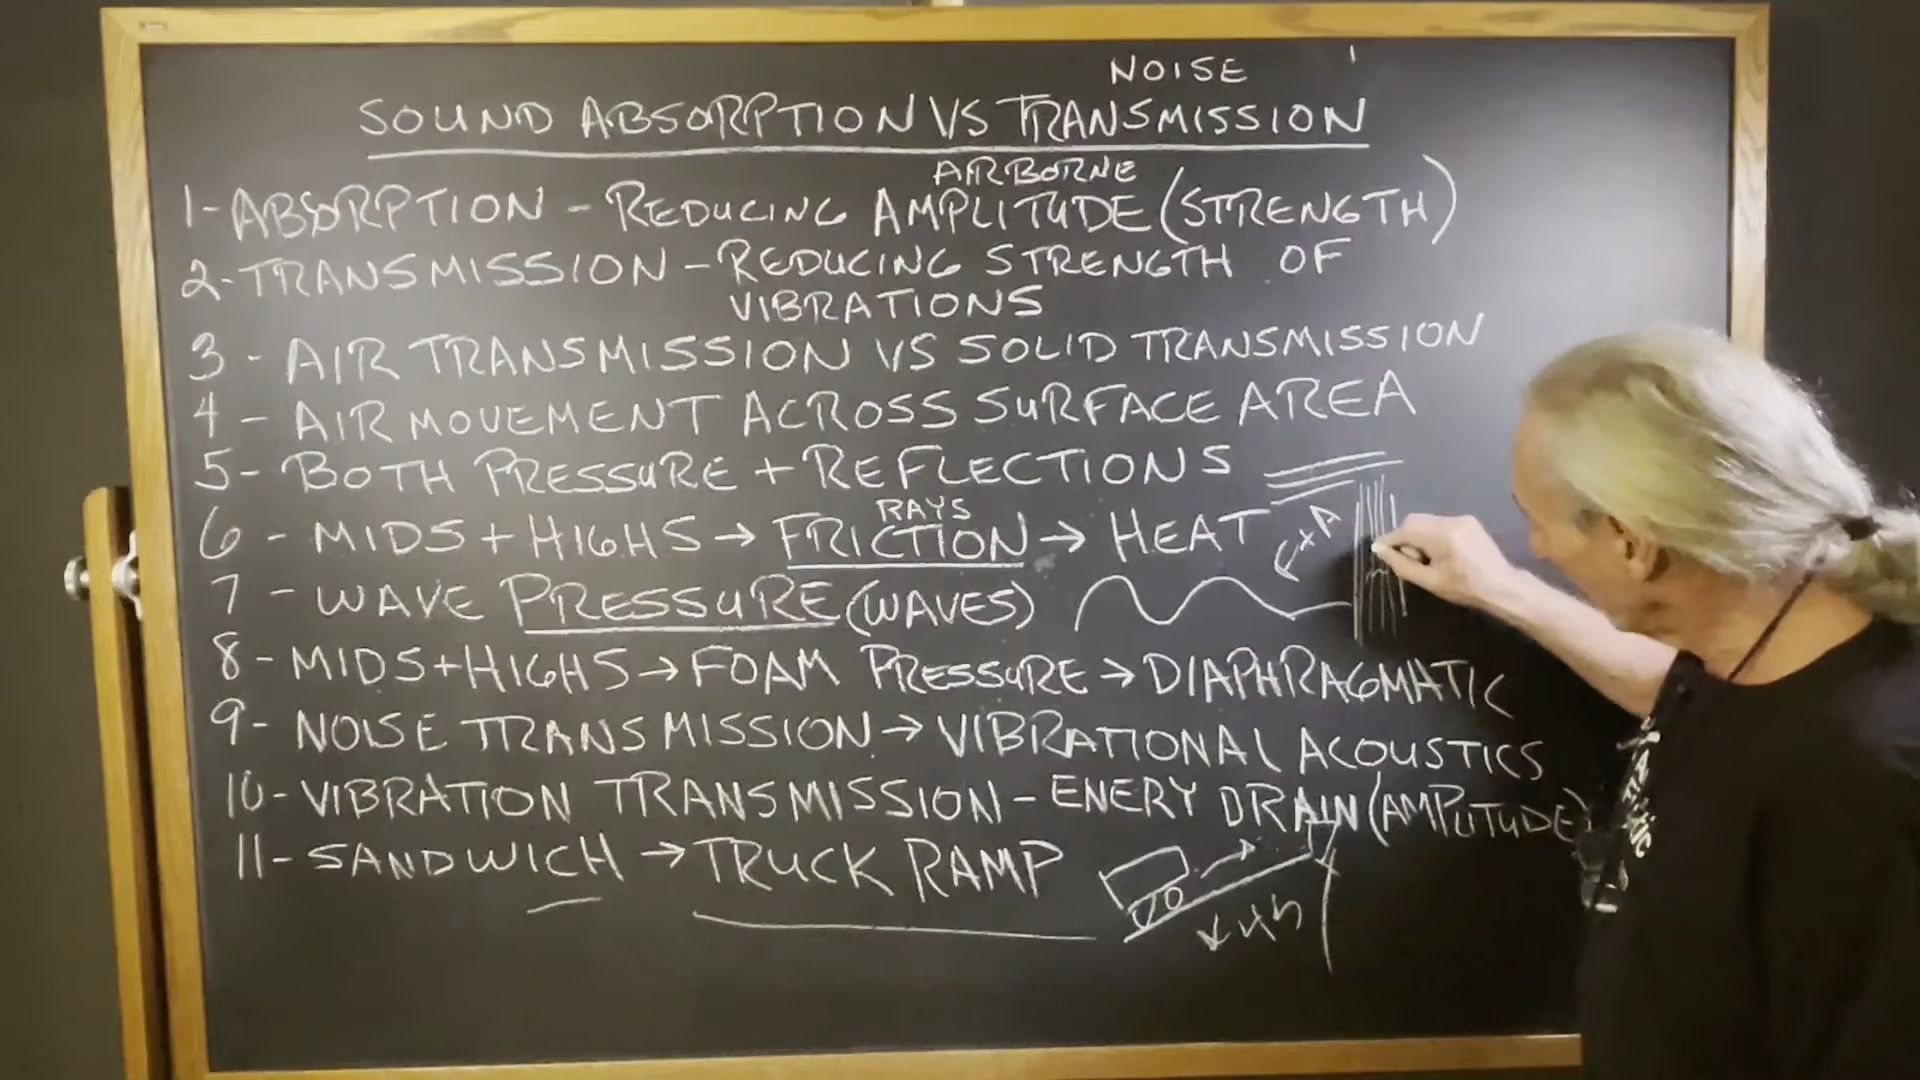 NOISE
SOUND ABSORPTION VS TRANSMISSION
AIRBORNE
1-ABSORPTION - REDUCING AMPLITUDE (STRENGTH)
2-TRANSMISSION - REDUCING STRENGTH OF
VIBRATIONS
3 - AIR TRANSMISSION VS SOLID TRANSMISSION
4 - AIR MOVEMENT ACROSS SURFACE AREA
5- BOTH PRESSURE + REFLECTIONS
RAYS
6 - MIDS + HIGHS → FRICTION → HEAT
7 - WAVE PRESSURE (WAVES)
8 - MIDS+HIGHS → FOAM PRESSURE → DIAPHRAGMATIC
9- NOISE TRANSMISSION → VIBRATIONAL ACOUSTICS
10- VIBRATION TRANSMISSION - ENERY DRAIN (AMPLITUDE)
11- SANDWICH → TRUCK RAMP